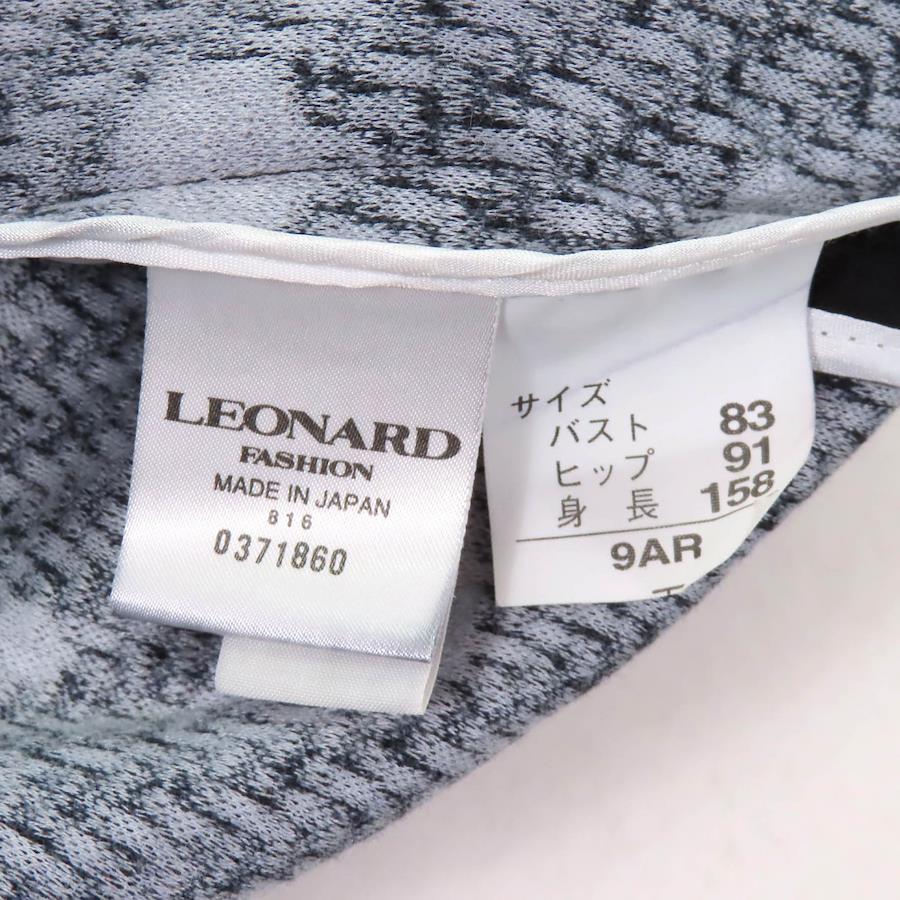 LEONARD
FASHION
MADE IN JAPAN
816
0371860
サイズ
バスト 83
ヒップ 91
身長 158
9AR